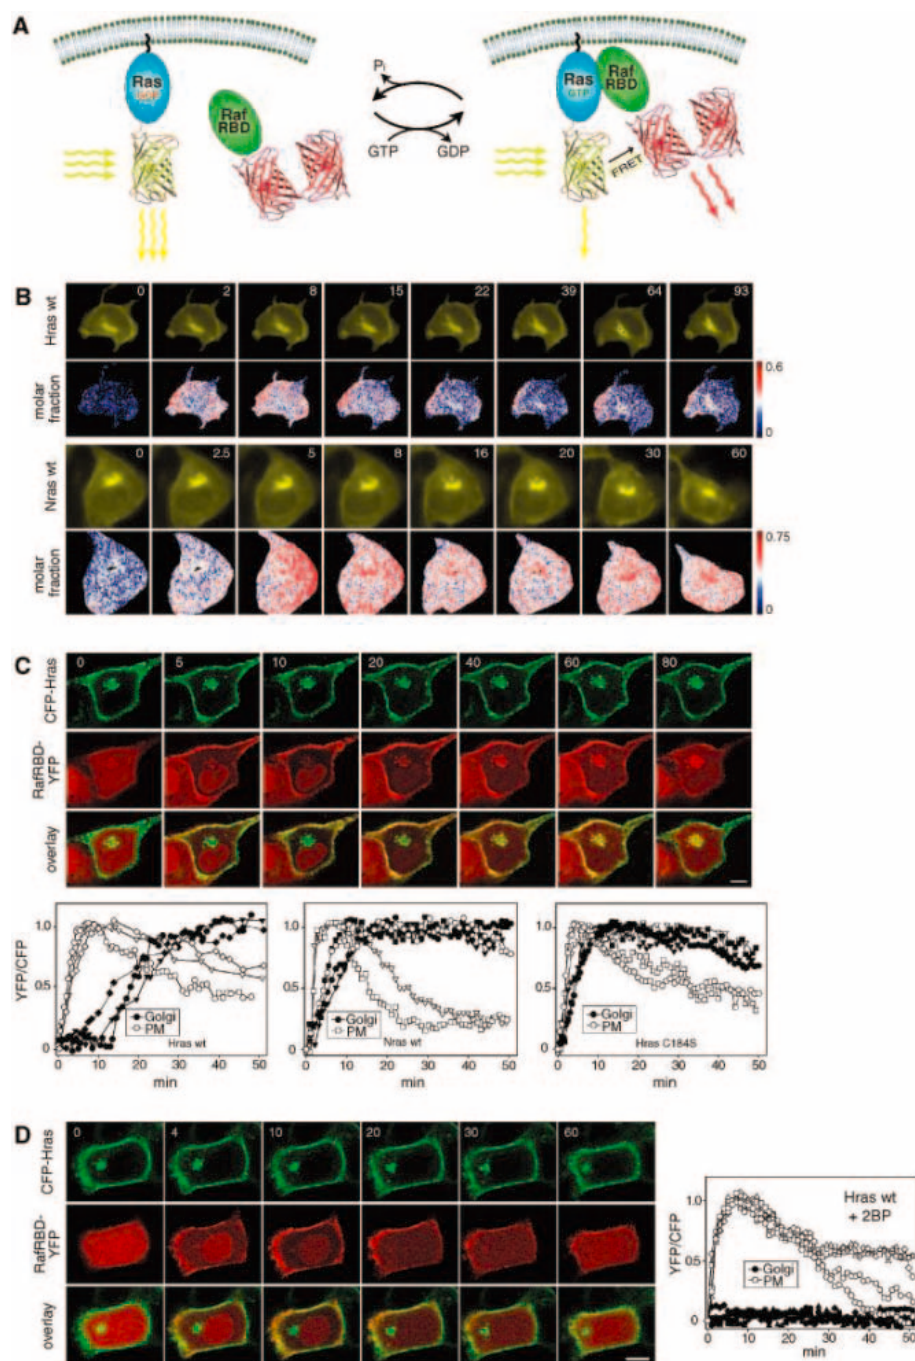 A
Ras
GDP
Raf
RBD
Pi
GTP GDP
Ras
GTP
Raf
RBD
FRET
B
Hras wt
0 2 8 15 22 39 64 93
molar
fraction
0.6
0
Nras wt
0 2.5 5 8 16 20 30 60
molar
fraction
0.75
0
C
CFP-Hras
0 5 10 20 40 60 80
RafRBD-
YFP
overlay
YFP/CFP
1.0
0.5
0
Golgi
PM
Hras wt
0 10 20 30 40 50
min
1.0
0.5
0
Golgi
PM
Nras wt
0 10 20 30 40 50
min
1.0
0.5
0
Golgi
PM
Hras C184S
0 10 20 30 40 50
min
D
CFP-Hras
0 4 10 20 30 60
RafRBD-
YFP
overlay
YFP/CFP
1.0
0.5
0
Hras wt
+ 2BP
Golgi
PM
0 10 20 30 40 50
min